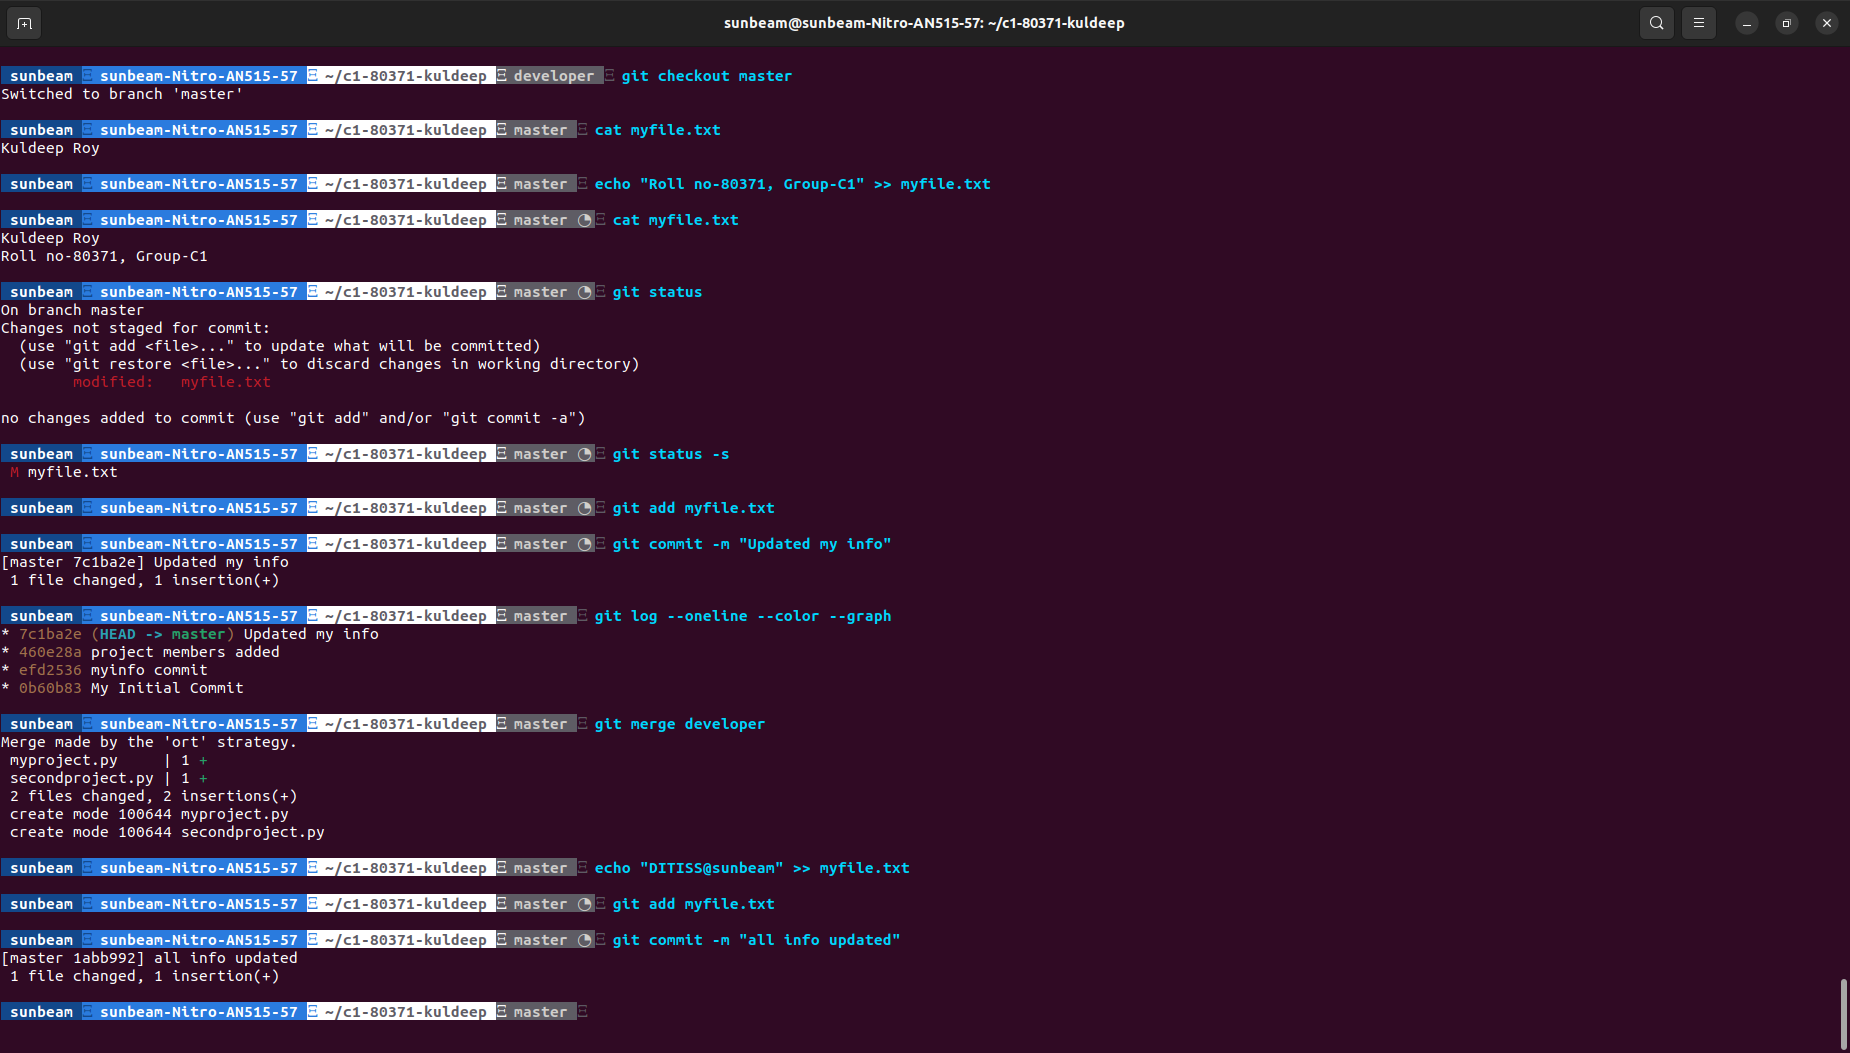 sunbeam@sunbeam-Nitro-AN515-57: ~/c1-80371-kuldeep
sunbeam sunbeam-Nitro-AN515-57 ~/c1-80371-kuldeep developer git checkout master
Switched to branch 'master'
sunbeam sunbeam-Nitro-AN515-57 ~/c1-80371-kuldeep master cat myfile.txt
Kuldeep Roy
sunbeam sunbeam-Nitro-AN515-57 ~/c1-80371-kuldeep master echo "Roll no-80371, Group-C1" >> myfile.txt
sunbeam sunbeam-Nitro-AN515-57 ~/c1-80371-kuldeep master ◔ cat myfile.txt
Kuldeep Roy
Roll no-80371, Group-C1
sunbeam sunbeam-Nitro-AN515-57 ~/c1-80371-kuldeep master ◔ git status
On branch master
Changes not staged for commit:
  (use "git add <file>..." to update what will be committed)
  (use "git restore <file>..." to discard changes in working directory)
        modified:   myfile.txt
no changes added to commit (use "git add" and/or "git commit -a")
sunbeam sunbeam-Nitro-AN515-57 ~/c1-80371-kuldeep master ◔ git status -s
 M myfile.txt
sunbeam sunbeam-Nitro-AN515-57 ~/c1-80371-kuldeep master ◔ git add myfile.txt
sunbeam sunbeam-Nitro-AN515-57 ~/c1-80371-kuldeep master ◔ git commit -m "Updated my info"
[master 7c1ba2e] Updated my info
 1 file changed, 1 insertion(+)
sunbeam sunbeam-Nitro-AN515-57 ~/c1-80371-kuldeep master git log --oneline --color --graph
* 7c1ba2e (HEAD -> master) Updated my info
* 460e28a project members added
* efd2536 myinfo commit
* 0b60b83 My Initial Commit
sunbeam sunbeam-Nitro-AN515-57 ~/c1-80371-kuldeep master git merge developer
Merge made by the 'ort' strategy.
 myproject.py     | 1 +
 secondproject.py | 1 +
 2 files changed, 2 insertions(+)
 create mode 100644 myproject.py
 create mode 100644 secondproject.py
sunbeam sunbeam-Nitro-AN515-57 ~/c1-80371-kuldeep master echo "DITISS@sunbeam" >> myfile.txt
sunbeam sunbeam-Nitro-AN515-57 ~/c1-80371-kuldeep master ◔ git add myfile.txt
sunbeam sunbeam-Nitro-AN515-57 ~/c1-80371-kuldeep master ◔ git commit -m "all info updated"
[master 1abb992] all info updated
 1 file changed, 1 insertion(+)
sunbeam sunbeam-Nitro-AN515-57 ~/c1-80371-kuldeep master